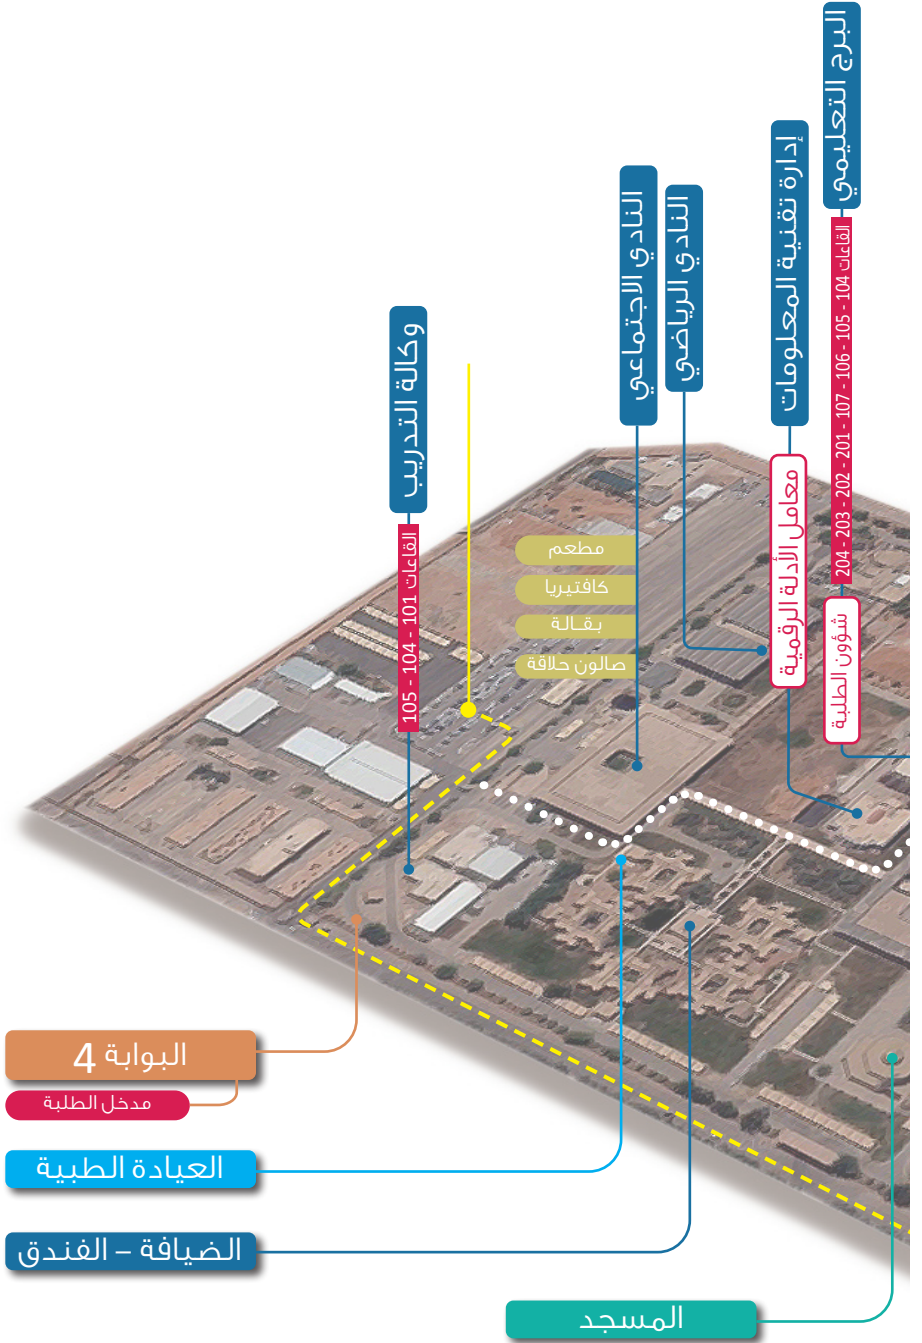 البرج التعليمي
القاعات 104 - 105 - 106 - 107 - 201 - 202 - 203 - 204
شؤون الطلبة
إدارة تقنية المعلومات
معامل الأدلة الرقمية
النادي الرياضي
النادي الاجتماعي
مطعم
كافتيريا
بقـالـة
صالون حلاقة
وكالة التدريب
القاعات 101 - 104 - 105
البوابة 4
مدخل الطلبة
العيادة الطبية
الضيافة – الفندق
المسجد